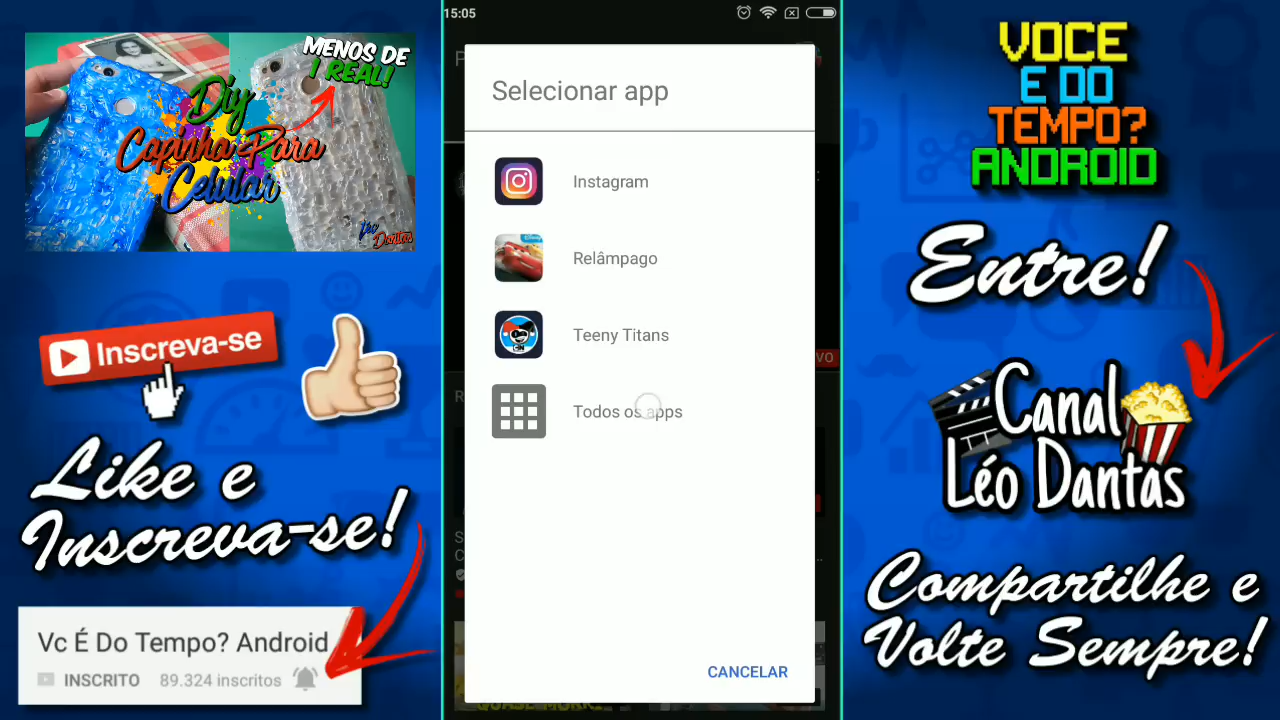 MENOS DE
1 REAL!
Diy
Capinha Para
Celular
Léo
Dantas
Inscreva-se
Like e
Inscreva-se!
Vc É Do Tempo? Android
INSCRITO 89.324 inscritos
15:05
P
Selecionar app
Instagram
Relâmpago
Teeny Titans
CN
Todos os apps
VO
R
S
C
CANCELAR
VOCE
E DO
TEMPO?
ANDROID
Entre!
Canal
Léo Dantas
Compartilhe e
Volte Sempre!